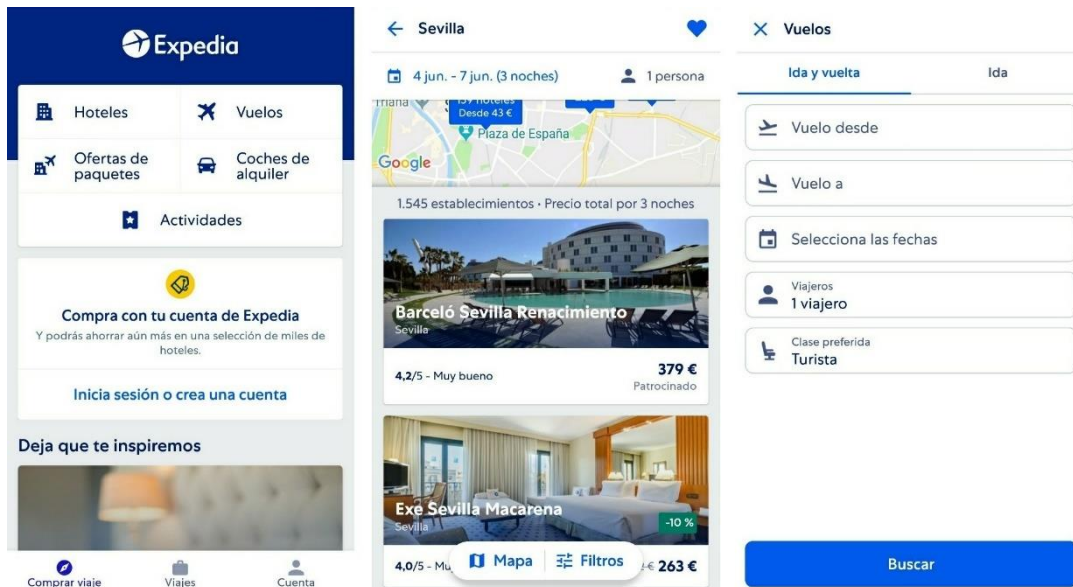 Expedia
Hoteles
Vuelos
Ofertas de
paquetes
Coches de
alquiler
Actividades
Compra con tu cuenta de Expedia
Y podrás ahorrar aún más en una selección de miles de
hoteles.
Inicia sesión o crea una cuenta
Deja que te inspiremos
Comprar viaje
Viajes
Cuenta
Sevilla
4 jun. - 7 jun. (3 noches)
1 persona
139 hoteles
Desde 43 €
Plaza de España
Google
1.545 establecimientos · Precio total por 3 noches
Barceló Sevilla Renacimiento
Sevilla
4,2/5 - Muy bueno
379 €
Patrocinado
Exe Sevilla Macarena
Sevilla
-10 %
4,0/5 -
€ 263 €
Mapa
Filtros
Vuelos
Ida y vuelta
Ida
Vuelo desde
Vuelo a
Selecciona las fechas
Viajeros
1 viajero
Clase preferida
Turista
Buscar